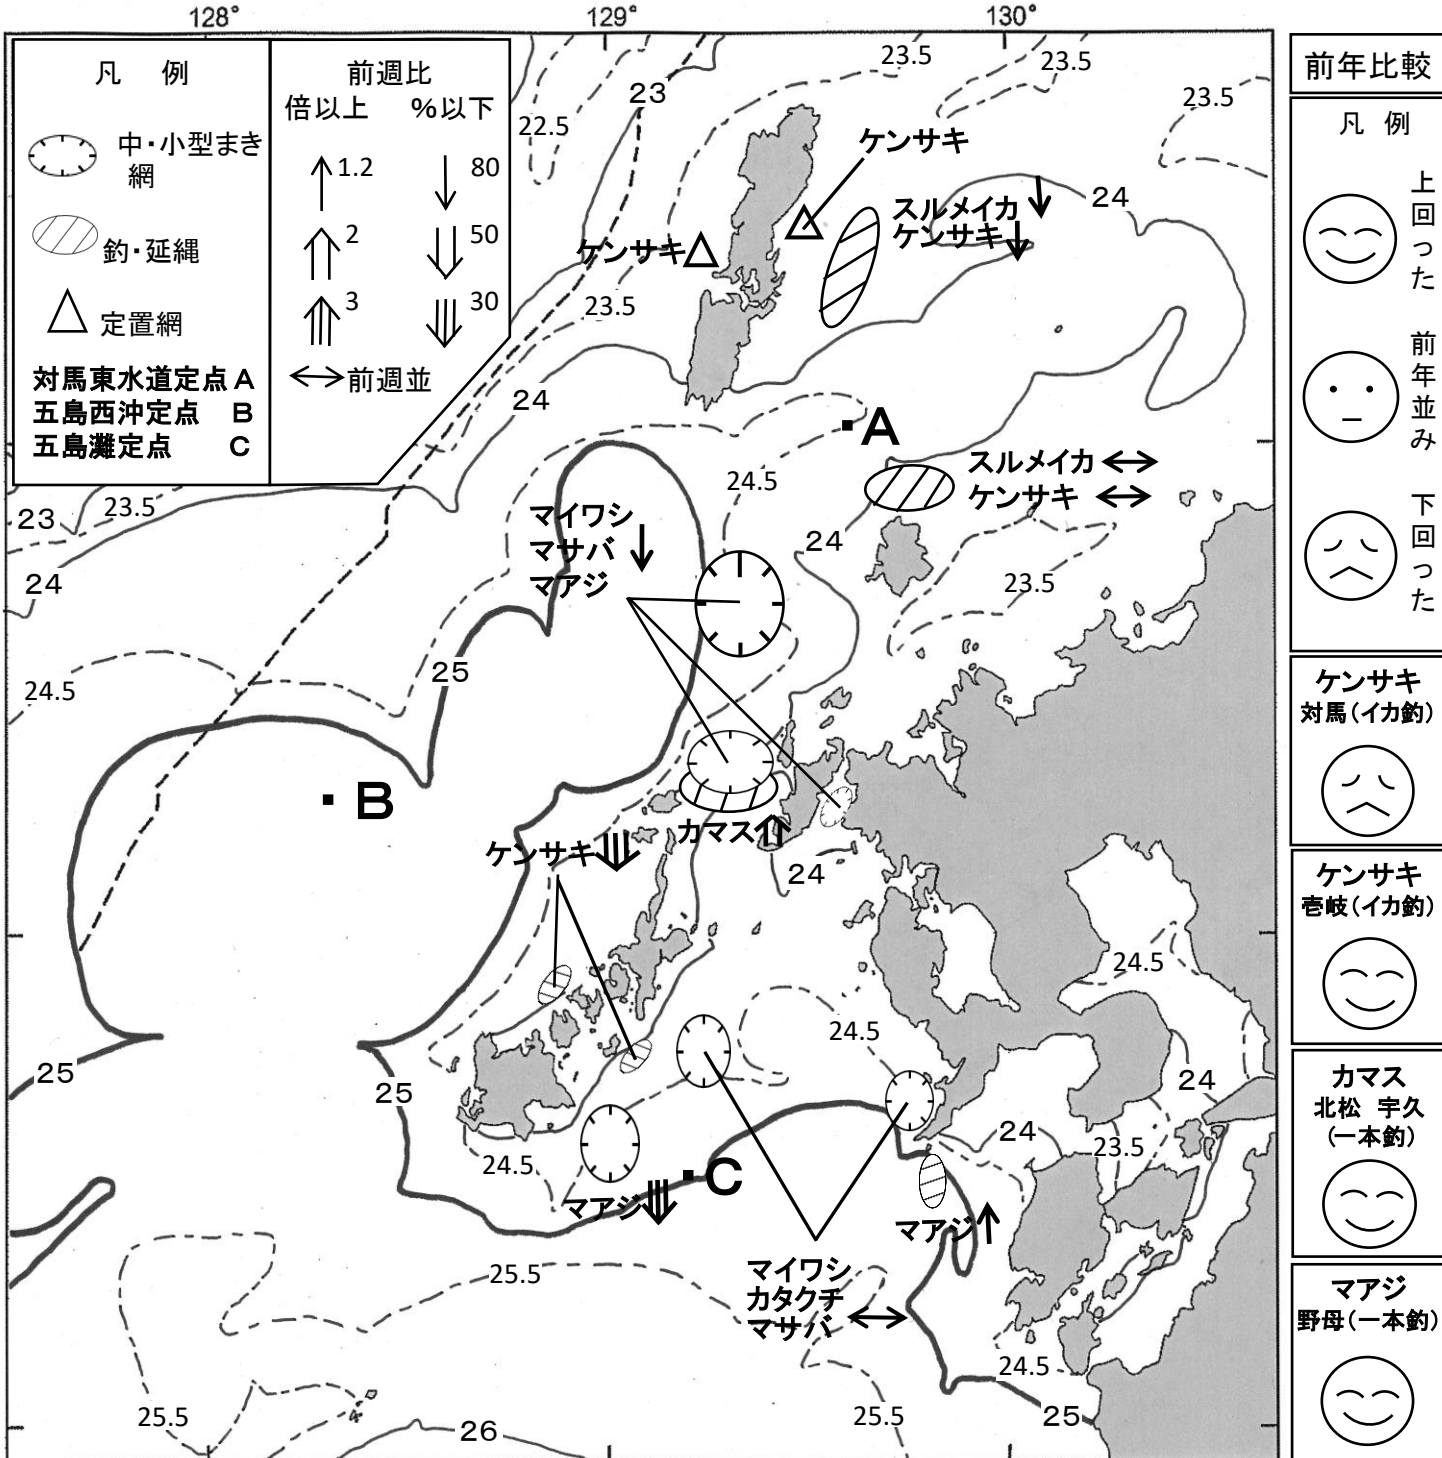 128°
129°
130°
凡　例
中・小型まき
網
釣・延縄
定置網
対馬東水道定点 A
五島西沖定点　B
五島灘定点　C
前週比
倍以上　%以下
1.2
80
2
50
3
30
前週並
前年比較
凡 例
上回った
前年並み
下回った
ケンサキ
対馬(イカ釣)
ケンサキ
壱岐(イカ釣)
カマス
北松 宇久
(一本釣)
マアジ
野母(一本釣)
23
23.5
23.5
23.5
22.5
ケンサキ
スルメイカ
ケンサキ
24
ケンサキ
23.5
24
A
スルメイカ
ケンサキ
24.5
23.5
23
24
マイワシ
マサバ
マアジ
24
23.5
25
24.5
B
カマス
ケンサキ
24
24.5
24.5
25
25
24
24
23.5
24.5
C
マアジ
マアジ
マイワシ
カタクチ
マサバ
25.5
24.5
25.5
25.5
25
26